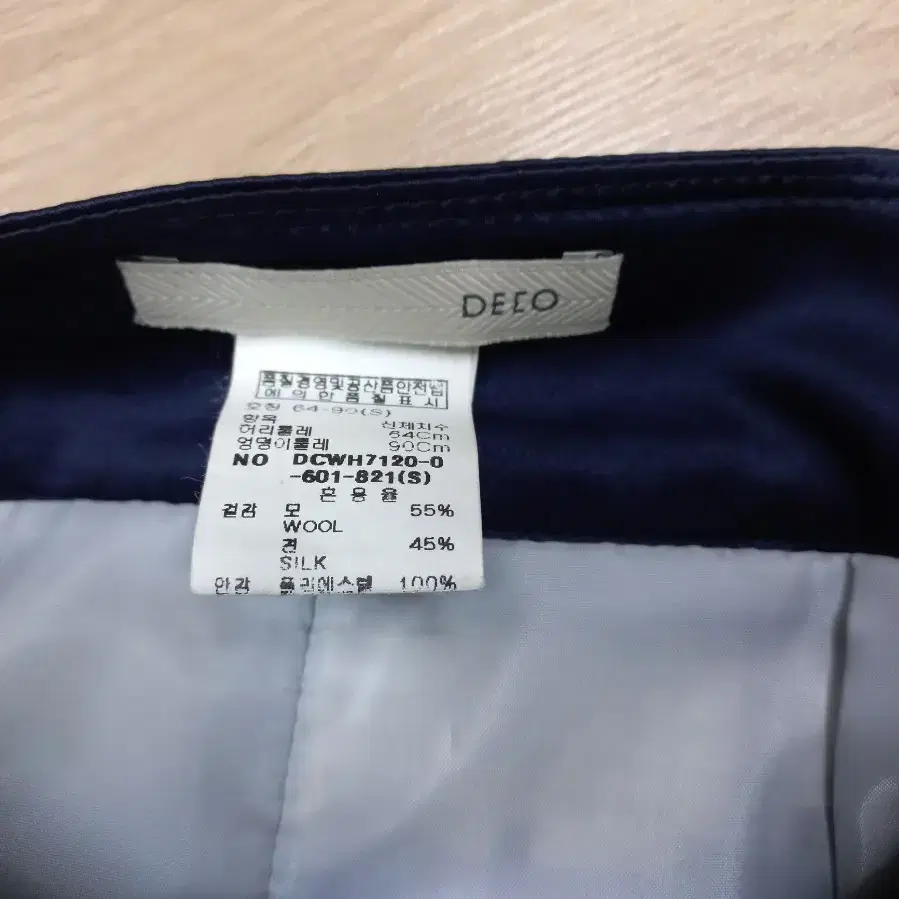 DECO
품질경영및공산품안전법
에의한품질표시
호칭 64-90(S)
항목 신체치수
허리둘레 64Cm
엉덩이둘레 90Cm
NO DCWH7120-0
-601-821(S)
혼용율
겉감 모 55%
WOOL
견 45%
SILK
안감 폴리에스텔 100%